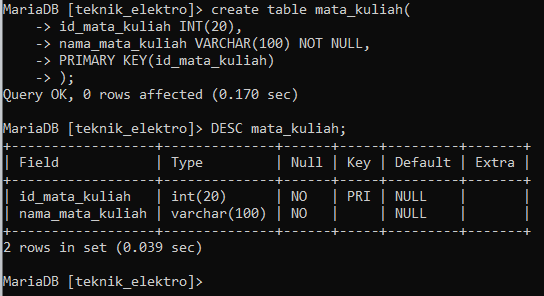 MariaDB [teknik_elektro]> create table mata_kuliah(
    -> id_mata_kuliah INT(20),
    -> nama_mata_kuliah VARCHAR(100) NOT NULL,
    -> PRIMARY KEY(id_mata_kuliah)
    -> );
Query OK, 0 rows affected (0.170 sec)

MariaDB [teknik_elektro]> DESC mata_kuliah;
+------------------+--------------+------+-----+---------+-------+
| Field            | Type         | Null | Key | Default | Extra |
+------------------+--------------+------+-----+---------+-------+
| id_mata_kuliah   | int(20)      | NO   | PRI | NULL    |       |
| nama_mata_kuliah | varchar(100) | NO   |     | NULL    |       |
+------------------+--------------+------+-----+---------+-------+
2 rows in set (0.039 sec)

MariaDB [teknik_elektro]>